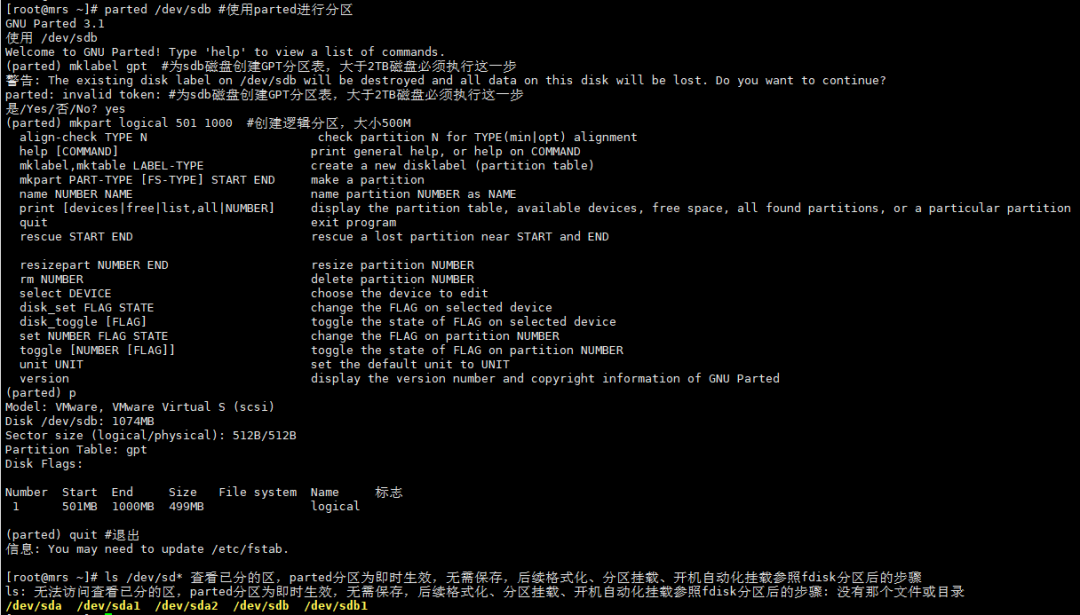 [root@mrs ~]# parted /dev/sdb #使用parted进行分区
GNU Parted 3.1
使用 /dev/sdb
Welcome to GNU Parted! Type 'help' to view a list of commands.
(parted) mklabel gpt  #为sdb磁盘创建GPT分区表，大于2TB磁盘必须执行这一步
警告: The existing disk label on /dev/sdb will be destroyed and all data on this disk will be lost. Do you want to continue?
parted: invalid token: #为sdb磁盘创建GPT分区表，大于2TB磁盘必须执行这一步
是/Yes/否/No? yes
(parted) mkpart logical 501 1000  #创建逻辑分区，大小500M
  align-check TYPE N                        check partition N for TYPE(min|opt) alignment
  help [COMMAND]                           print general help, or help on COMMAND
  mklabel,mktable LABEL-TYPE               create a new disklabel (partition table)
  mkpart PART-TYPE [FS-TYPE] START END     make a partition
  name NUMBER NAME                         name partition NUMBER as NAME
  print [devices|free|list,all|NUMBER]     display the partition table, available devices, free space, all found partitions, or a particular partition
  quit                                     exit program
  rescue START END                         rescue a lost partition near START and END
  resizepart NUMBER END                    resize partition NUMBER
  rm NUMBER                                delete partition NUMBER
  select DEVICE                            choose the device to edit
  disk_set FLAG STATE                      change the FLAG on selected device
  disk_toggle [FLAG]                       toggle the state of FLAG on selected device
  set NUMBER FLAG STATE                    change the FLAG on partition NUMBER
  toggle [NUMBER [FLAG]]                   toggle the state of FLAG on partition NUMBER
  unit UNIT                                set the default unit to UNIT
  version                                  display the version number and copyright information of GNU Parted
(parted) p
Model: VMware, VMware Virtual S (scsi)
Disk /dev/sdb: 1074MB
Sector size (logical/physical): 512B/512B
Partition Table: gpt
Disk Flags:
Number  Start  End     Size   File system  Name     标志
 1      501MB  1000MB  499MB               logical
(parted) quit #退出
信息: You may need to update /etc/fstab.
[root@mrs ~]# ls /dev/sd* 查看已分的区，parted分区为即时生效，无需保存，后续格式化、分区挂载、开机自动化挂载参照fdisk分区后的步骤
ls: 无法访问查看已分的区，parted分区为即时生效，无需保存，后续格式化、分区挂载、开机自动化挂载参照fdisk分区后的步骤: 没有那个文件或目录
/dev/sda  /dev/sda1  /dev/sda2  /dev/sdb  /dev/sdb1